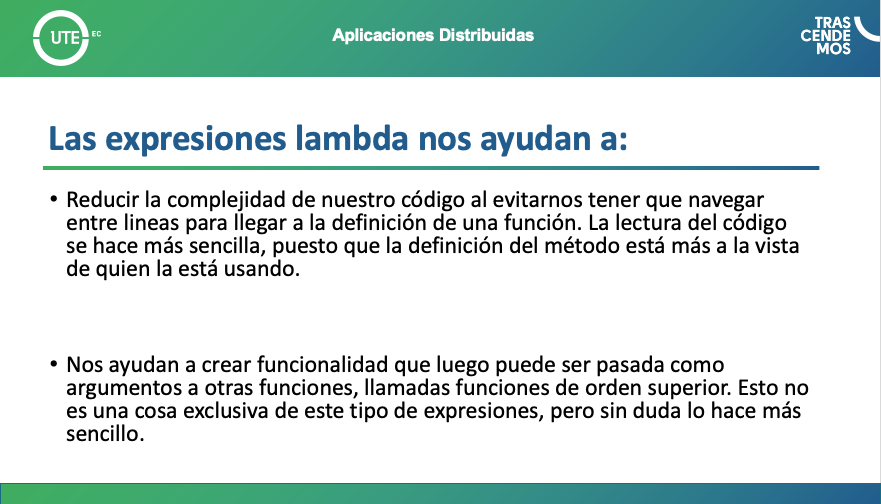 UTE EC
Aplicaciones Distribuidas
TRAS
CENDE
MOS
Las expresiones lambda nos ayudan a:
• Reducir la complejidad de nuestro código al evitarnos tener que navegar
entre lineas para llegar a la definición de una función. La lectura del código
se hace más sencilla, puesto que la definición del método está más a la vista
de quien la está usando.
• Nos ayudan a crear funcionalidad que luego puede ser pasada como
argumentos a otras funciones, llamadas funciones de orden superior. Esto no
es una cosa exclusiva de este tipo de expresiones, pero sin duda lo hace más
sencillo.